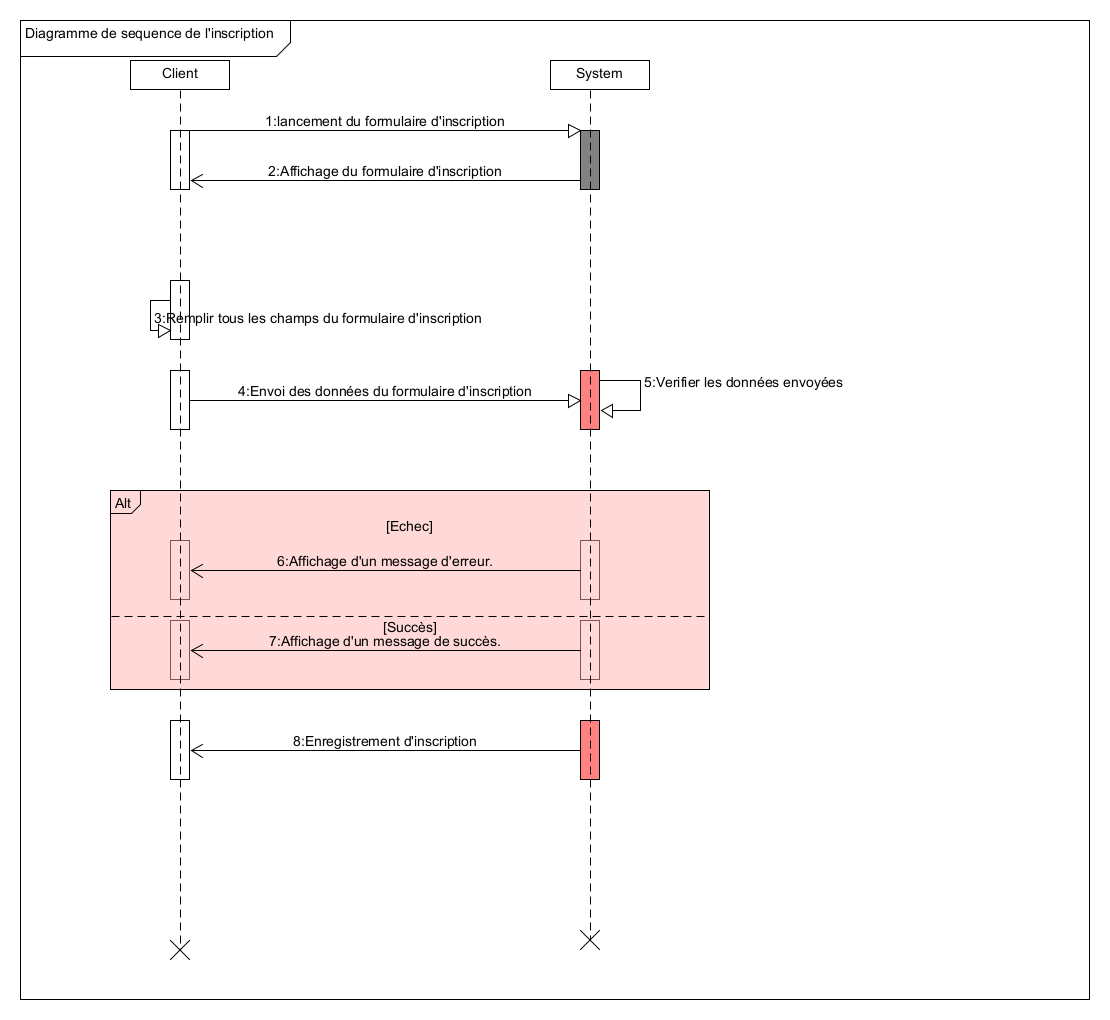 Diagramme de sequence de l'inscription
Client
System
1:lancement du formulaire d'inscription
2:Affichage du formulaire d'inscription
3:Remplir tous les champs du formulaire d'inscription
4:Envoi des données du formulaire d'inscription
5:Verifier les données envoyées
Alt
[Echec]
6:Affichage d'un message d'erreur.
[Succès]
7:Affichage d'un message de succès.
8:Enregistrement d'inscription